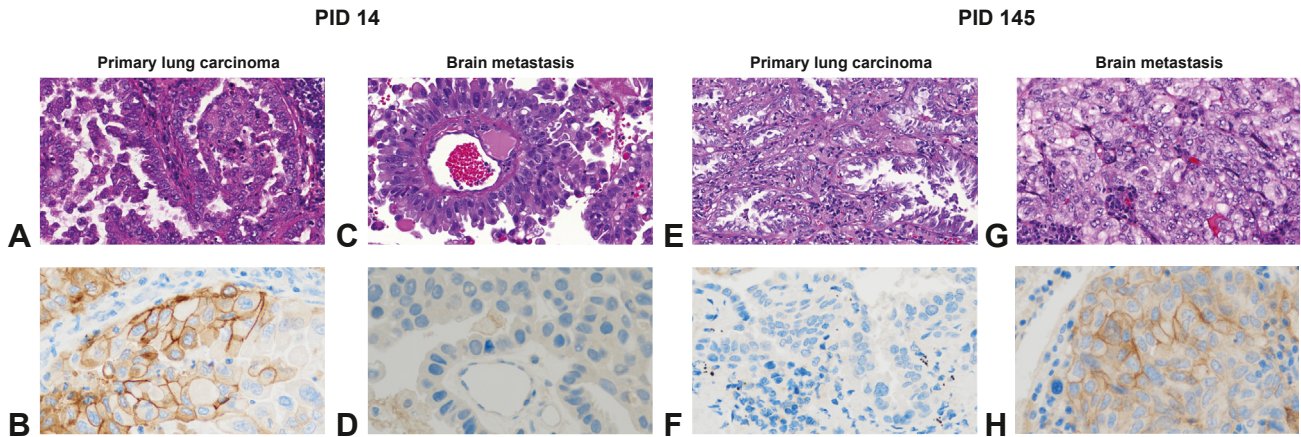 PID 14
PID 145
Primary lung carcinoma
Brain metastasis
Primary lung carcinoma
Brain metastasis
A
C
E
G
B
D
F
H